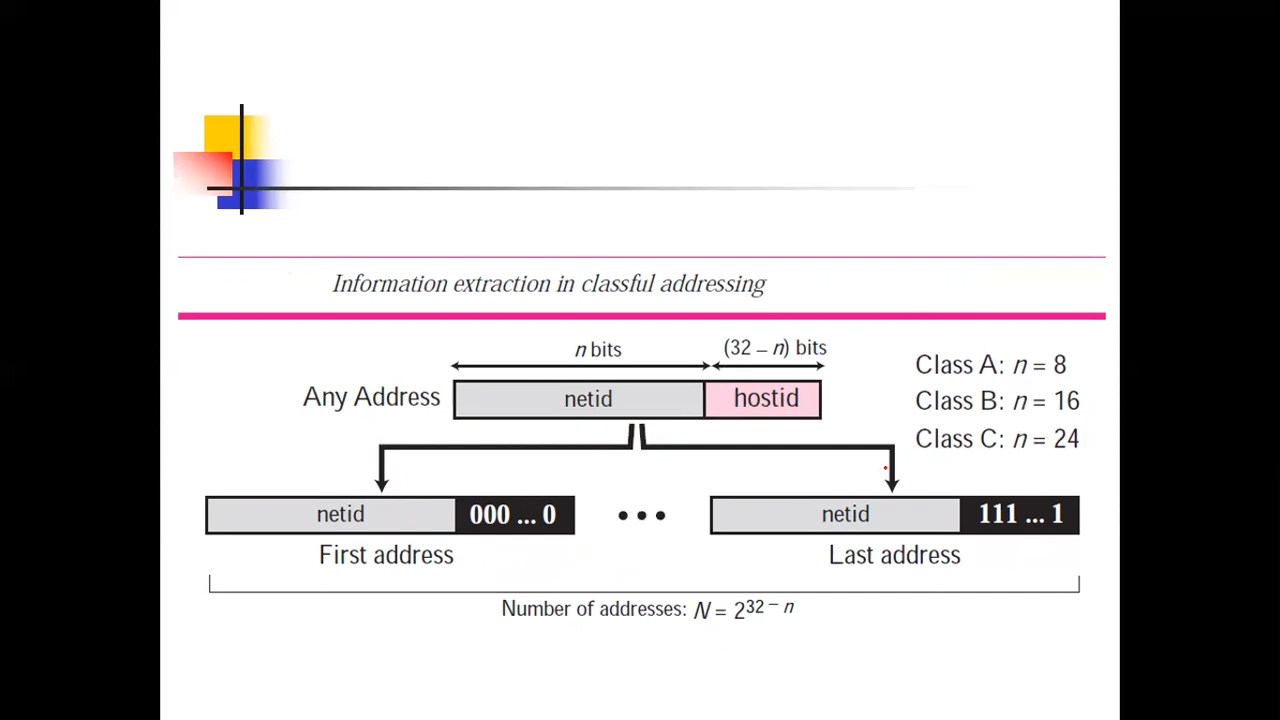 Information extraction in classful addressing
n bits
(32 – n) bits
Any Address
netid
hostid
Class A: n = 8
Class B: n = 16
Class C: n = 24
netid
000 ... 0
netid
111 ... 1
First address
Last address
Number of addresses: N = 2^32 – n